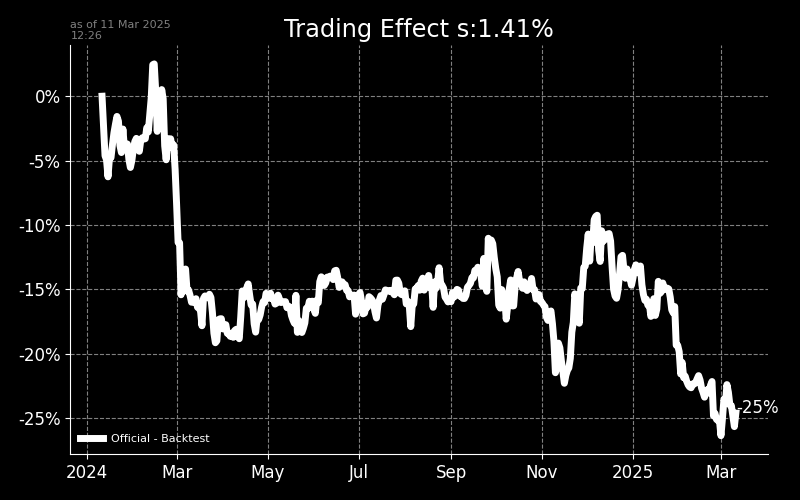 as of 11 Mar 2025
12:26
Trading Effect s:1.41%
0%
-5%
-10%
-15%
-20%
-25%
-25%
Official - Backtest
2024 Mar May Jul Sep Nov 2025 Mar